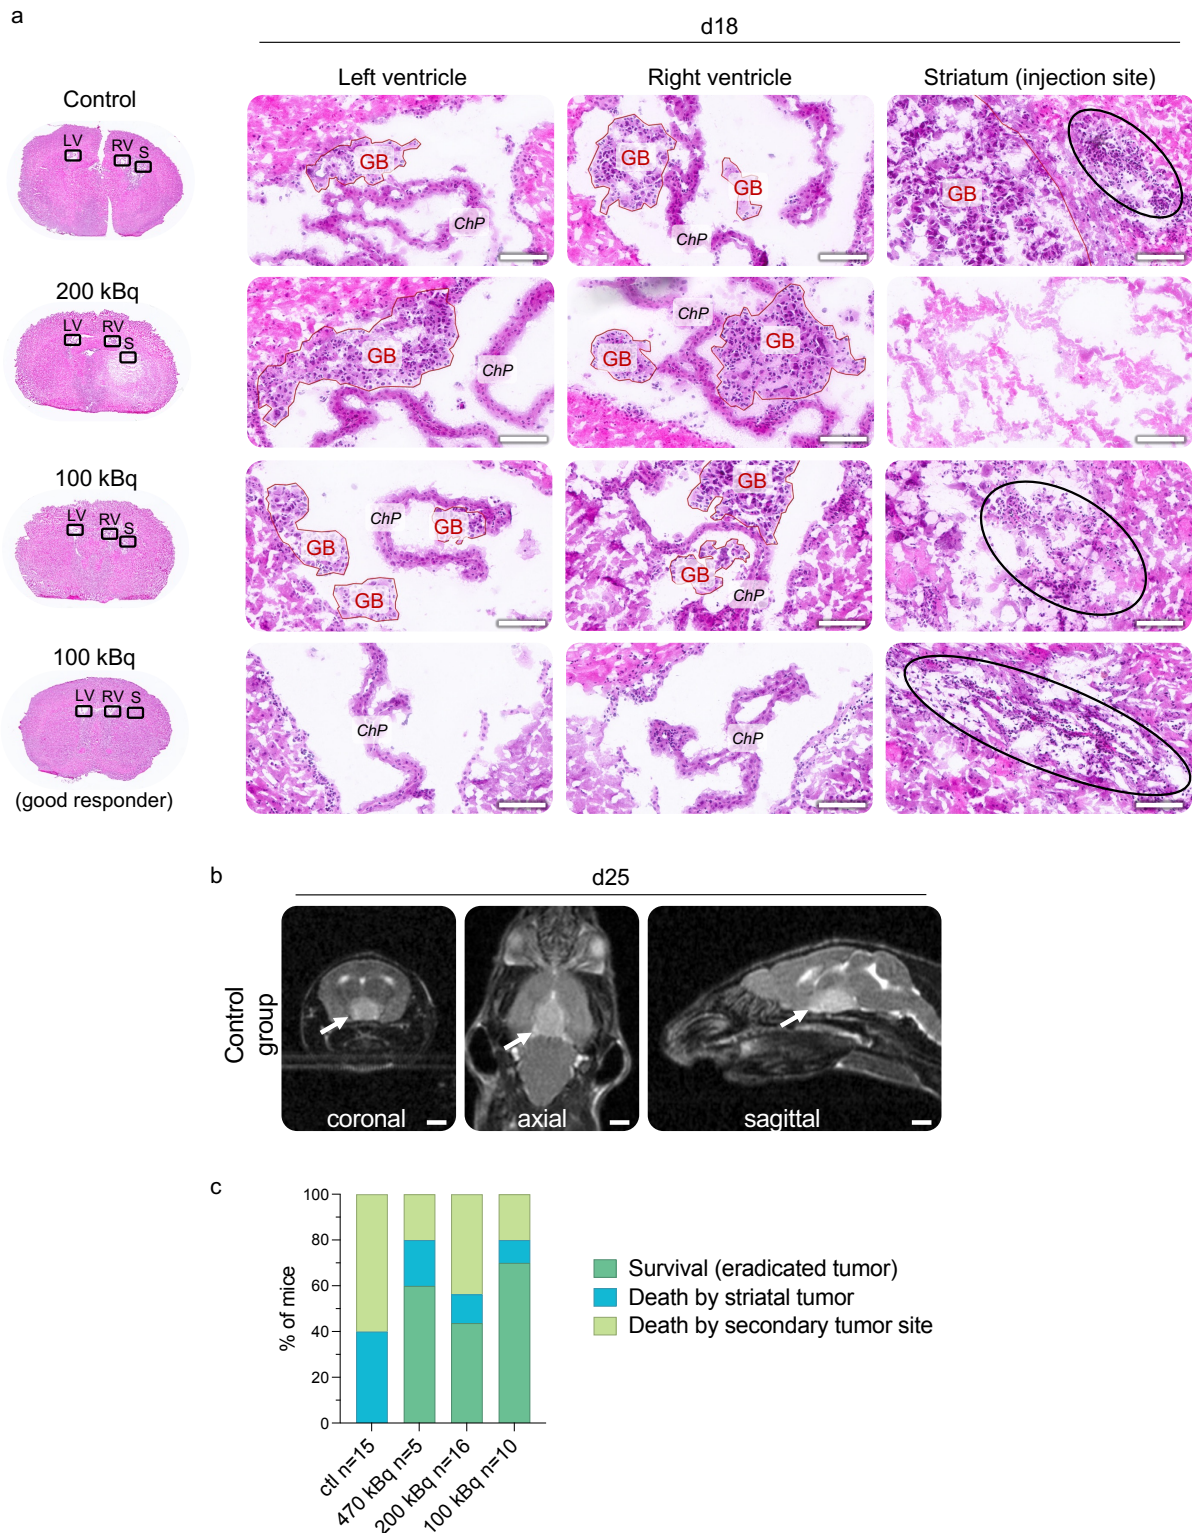 a
d18
Left ventricle
Right ventricle
Striatum (injection site)
Control
LV
RV
S
GB
ChP
GB
GB
ChP
GB
200 kBq
LV
RV
S
GB
ChP
GB
ChP
GB
100 kBq
LV
RV
S
GB
ChP
GB
GB
GB
GB
ChP
100 kBq
LV
RV
S
(good responder)
ChP
ChP
b
d25
Control
group
coronal
axial
sagittal
c
% of mice
100
80
60
40
20
0
ctl n=15
470 kBq n=5
200 kBq n=16
100 kBq n=10
Survival (eradicated tumor)
Death by striatal tumor
Death by secondary tumor site